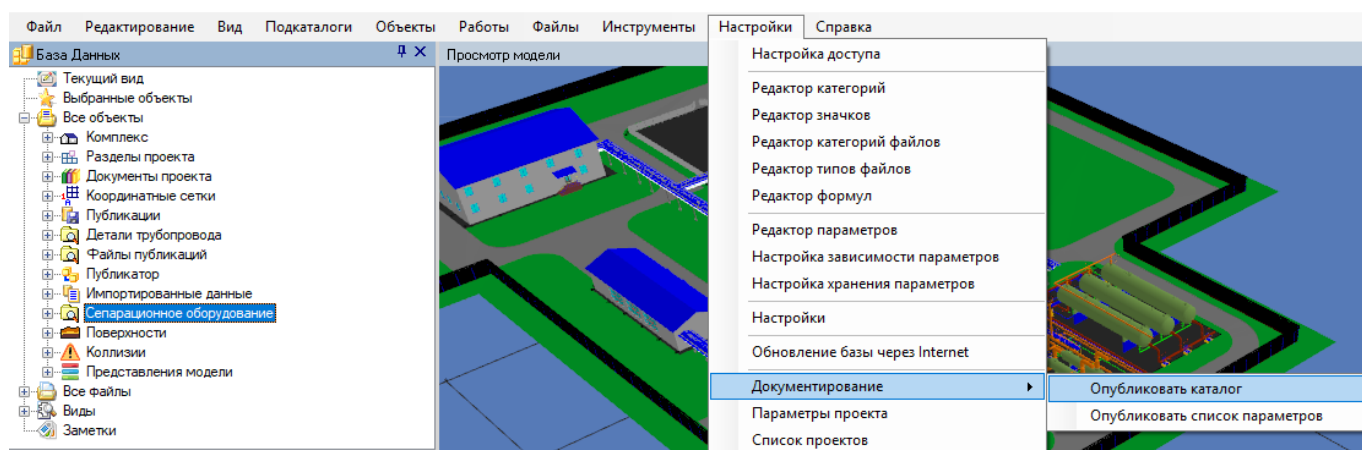 Файл Редактирование Вид Подкаталоги Объекты Работы Файлы Инструменты Настройки Справка
База Данных
Текущий вид
Выбранные объекты
Все объекты
Комплекс
Разделы проекта
Документы проекта
Координатные сетки
Публикации
Детали трубопровода
Файлы публикаций
Публикатор
Импортированные данные
Сепарационное оборудование
Поверхности
Коллизии
Представления модели
Все файлы
Виды
Заметки
Просмотр модели
Настройка доступа
Редактор категорий
Редактор значков
Редактор категорий файлов
Редактор типов файлов
Редактор формул
Редактор параметров
Настройка зависимости параметров
Настройка хранения параметров
Настройки
Обновление базы через Internet
Документирование
Параметры проекта
Список проектов
Опубликовать каталог
Опубликовать список параметров